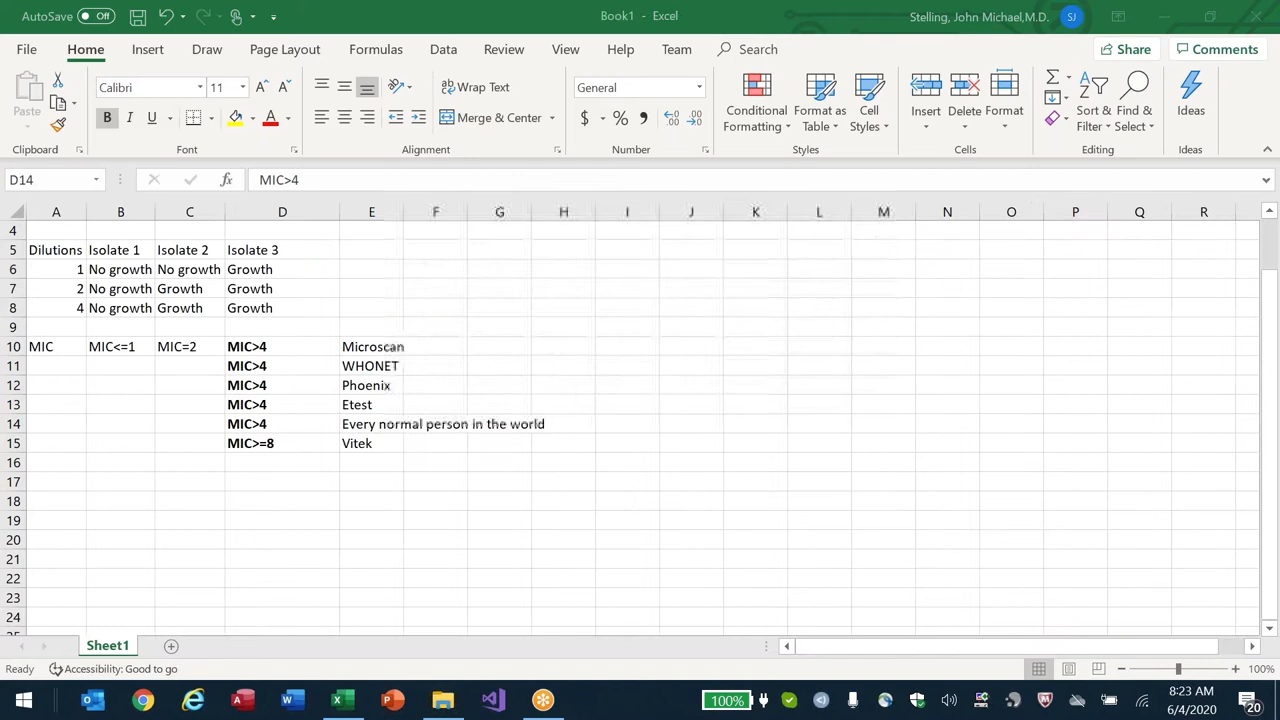 AutoSave Off Book1 - Excel Stelling, John Michael,M.D. SJ
File Home Insert Draw Page Layout Formulas Data Review View Help Team Search Share Comments
Paste Calibri 11 Wrap Text General Conditional Formatting Format as Table Cell Styles Insert Delete Format Sort & Filter Find & Select Ideas
B I U A Merge & Center $ % ,
Clipboard Font Alignment Number Styles Cells Editing Ideas
D14 fx MIC>4
A B C D E F G H I J K L M N O P Q R
4
5 Dilutions Isolate 1 Isolate 2 Isolate 3
6 1 No growth No growth Growth
7 2 No growth Growth Growth
8 4 No growth Growth Growth
9
10 MIC MIC<=1 MIC=2 MIC>4 Microscan
11 MIC>4 WHONET
12 MIC>4 Phoenix
13 MIC>4 Etest
14 MIC>4 Every normal person in the world
15 MIC>=8 Vitek
16
17
18
19
20
21
22
23
24
25
Sheet1
Ready Accessibility: Good to go 100%
100% 8:23 AM
6/4/2020 20